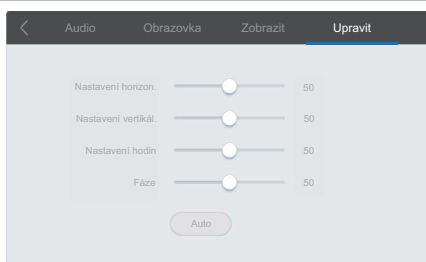 Audio Obrazovka Zobrazit Upravit
Nastavení horizon. 50
Nastavení vertikál. 50
Nastavení hodin 50
Fáze 50
Auto